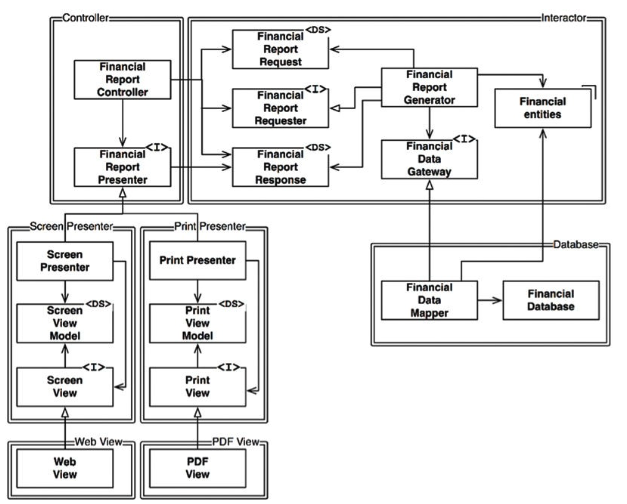 Controller
Interactor
Financial
Report
Controller
Financial <I>
Report
Presenter
Financial <DS>
Report
Request
Financial <I>
Report
Requester
Financial <DS>
Report
Response
Financial
Report
Generator
Financial <I>
Data
Gateway
Financial
entities
Screen Presenter
Screen
Presenter
Screen <DS>
View
Model
<I>
Screen
View
Print Presenter
Print Presenter
Print <DS>
View
Model
<I>
Print
View
Database
Financial
Data
Mapper
Financial
Database
Web View
Web
View
PDF View
PDF
View